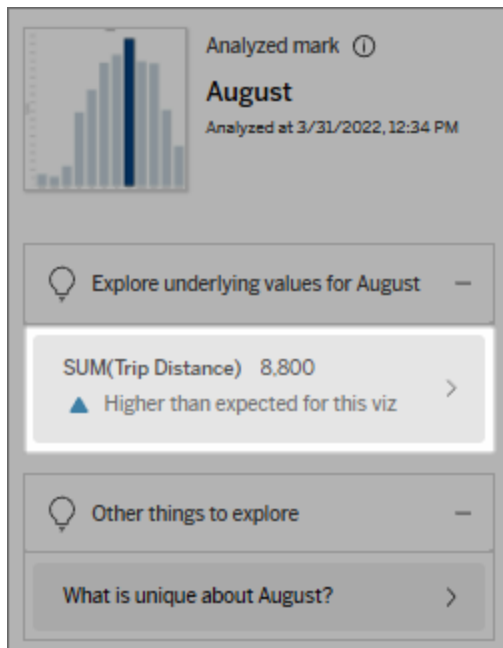 Analyzed mark
August
Analyzed at 3/31/2022, 12:34 PM
Explore underlying values for August
SUM(Trip Distance) 8,800
Higher than expected for this viz
Other things to explore
What is unique about August?